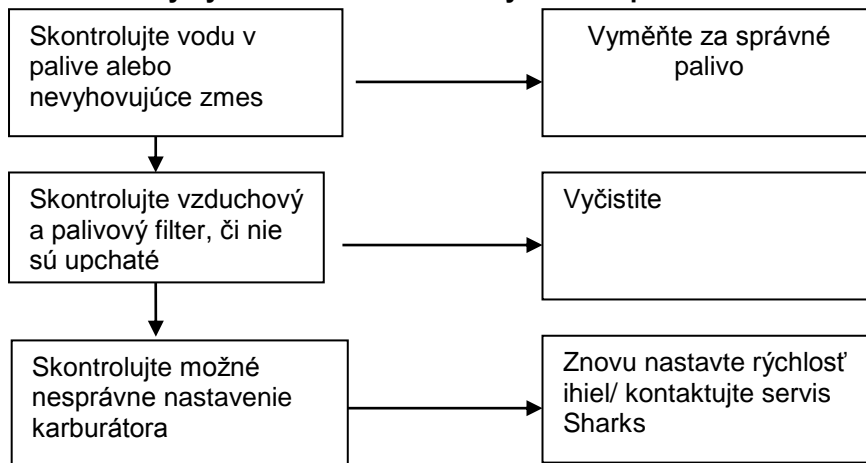 Skontrolujte vodu v
palive alebo
nevyhovujúce zmes
Vyměňte za správné
palivo
Skontrolujte vzduchový
a palivový filter, či nie
sú upchaté
Vyčistite
Skontrolujte možné
nesprávne nastavenie
karburátora
Znovu nastavte rýchlosť
ihiel/ kontaktujte servis
Sharks